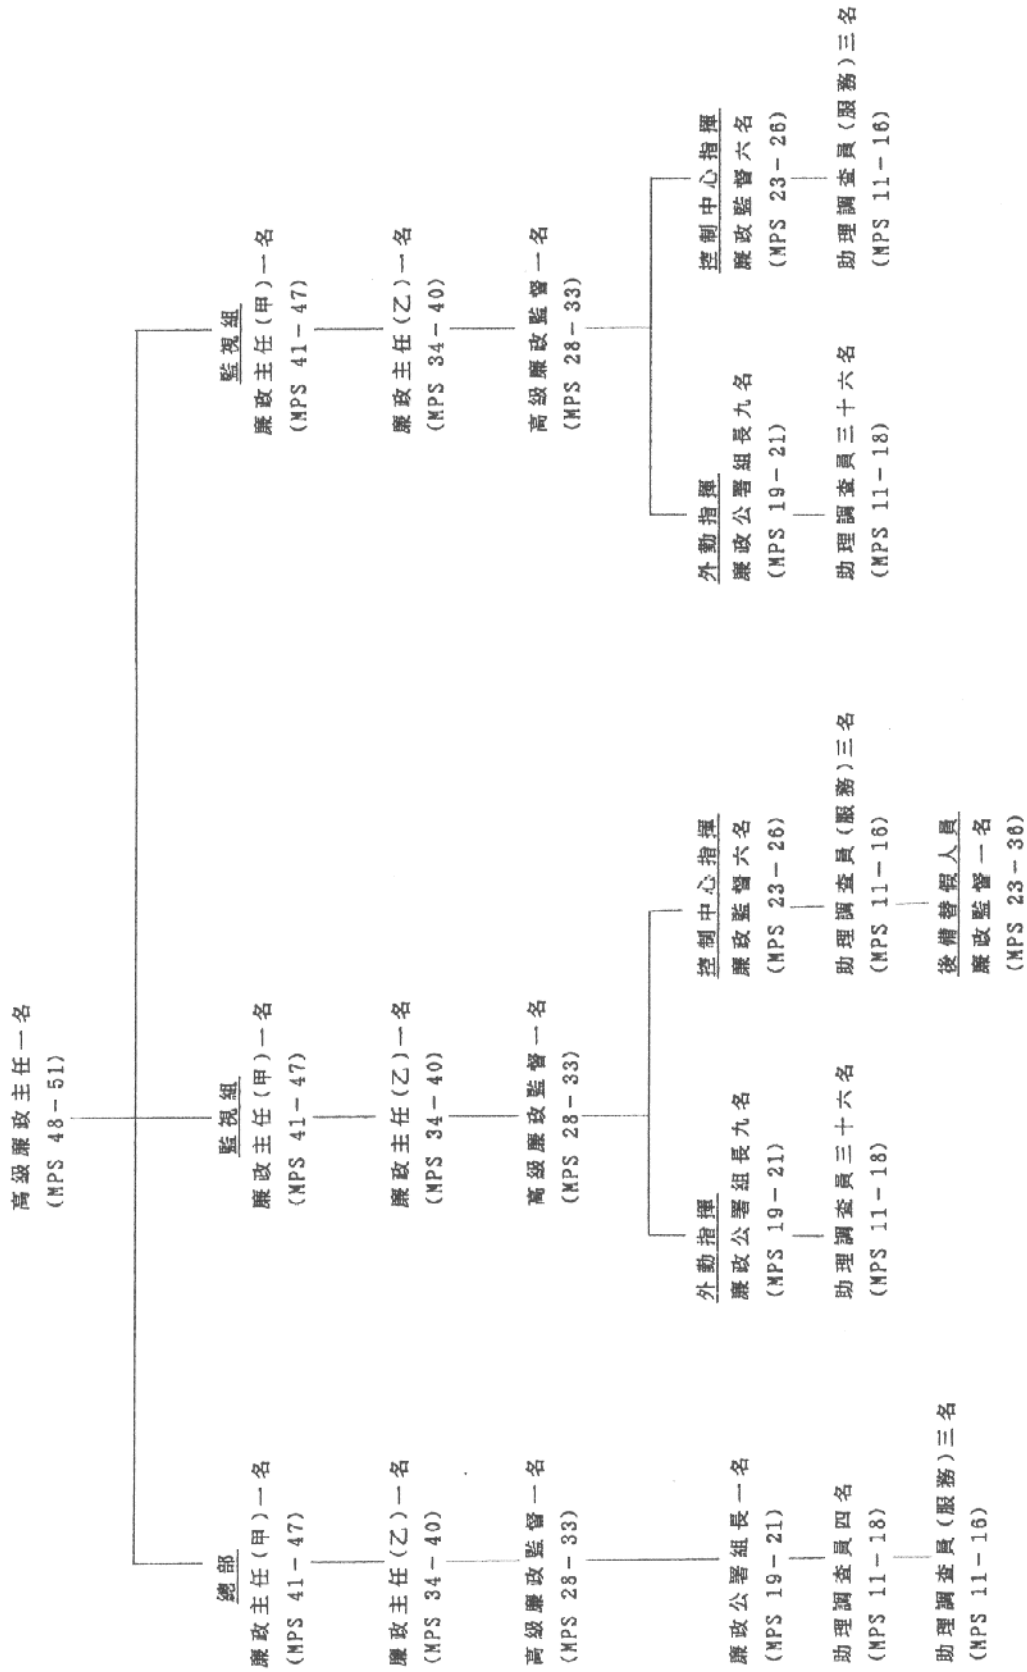 高級廉政主任一名
(MPS 48-51)
總部
廉政主任(甲)一名
(MPS 41-47)
廉政主任(乙)一名
(MPS 34-40)
高級廉政監督一名
(MPS 28-33)
廉政公署組長一名
(MPS 19-21)
助理調查員四名
(MPS 11-18)
助理調查員(服務)三名
(MPS 11-16)
監視組
廉政主任(甲)一名
(MPS 41-47)
廉政主任(乙)一名
(MPS 34-40)
高級廉政監督一名
(MPS 28-33)
外勤指揮
廉政公署組長九名
(MPS 19-21)
助理調查員三十六名
(MPS 11-18)
控制中心指揮
廉政監督六名
(MPS 23-26)
助理調查員(服務)三名
(MPS 11-16)
後備替假人員
廉政監督一名
(MPS 23-36)
監視組
廉政主任(甲)一名
(MPS 41-47)
廉政主任(乙)一名
(MPS 34-40)
高級廉政監督一名
(MPS 28-33)
外勤指揮
廉政公署組長九名
(MPS 19-21)
助理調查員三十六名
(MPS 11-18)
控制中心指揮
廉政監督六名
(MPS 23-26)
助理調查員(服務)三名
(MPS 11-16)